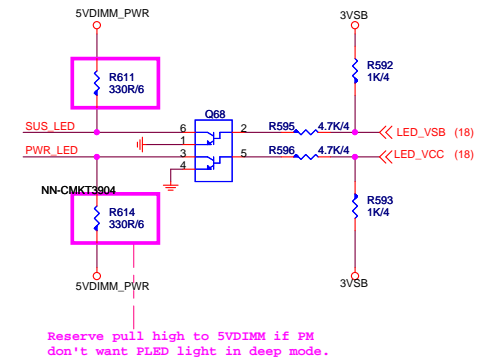 5VDIMM_PWR
3VSB
R611
330R/6
R592
1K/4
Q68
SUS_LED
6
2
R595
4.7K/4
LED_VSB (18)
1
PWR_LED
3
5
R596
4.7K/4
LED_VCC (18)
4
NN-CMKT3904
R614
330R/6
R593
1K/4
5VDIMM_PWR
3VSB
Reserve pull high to 5VDIMM if PM
don't want PLED light in deep mode.